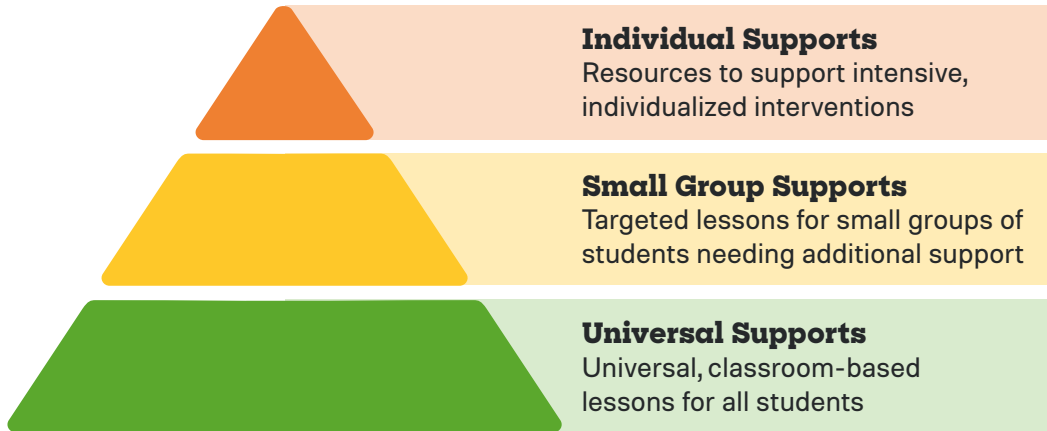 Individual Supports
Resources to support intensive,
individualized interventions
Small Group Supports
Targeted lessons for small groups of
students needing additional support
Universal Supports
Universal, classroom-based
lessons for all students